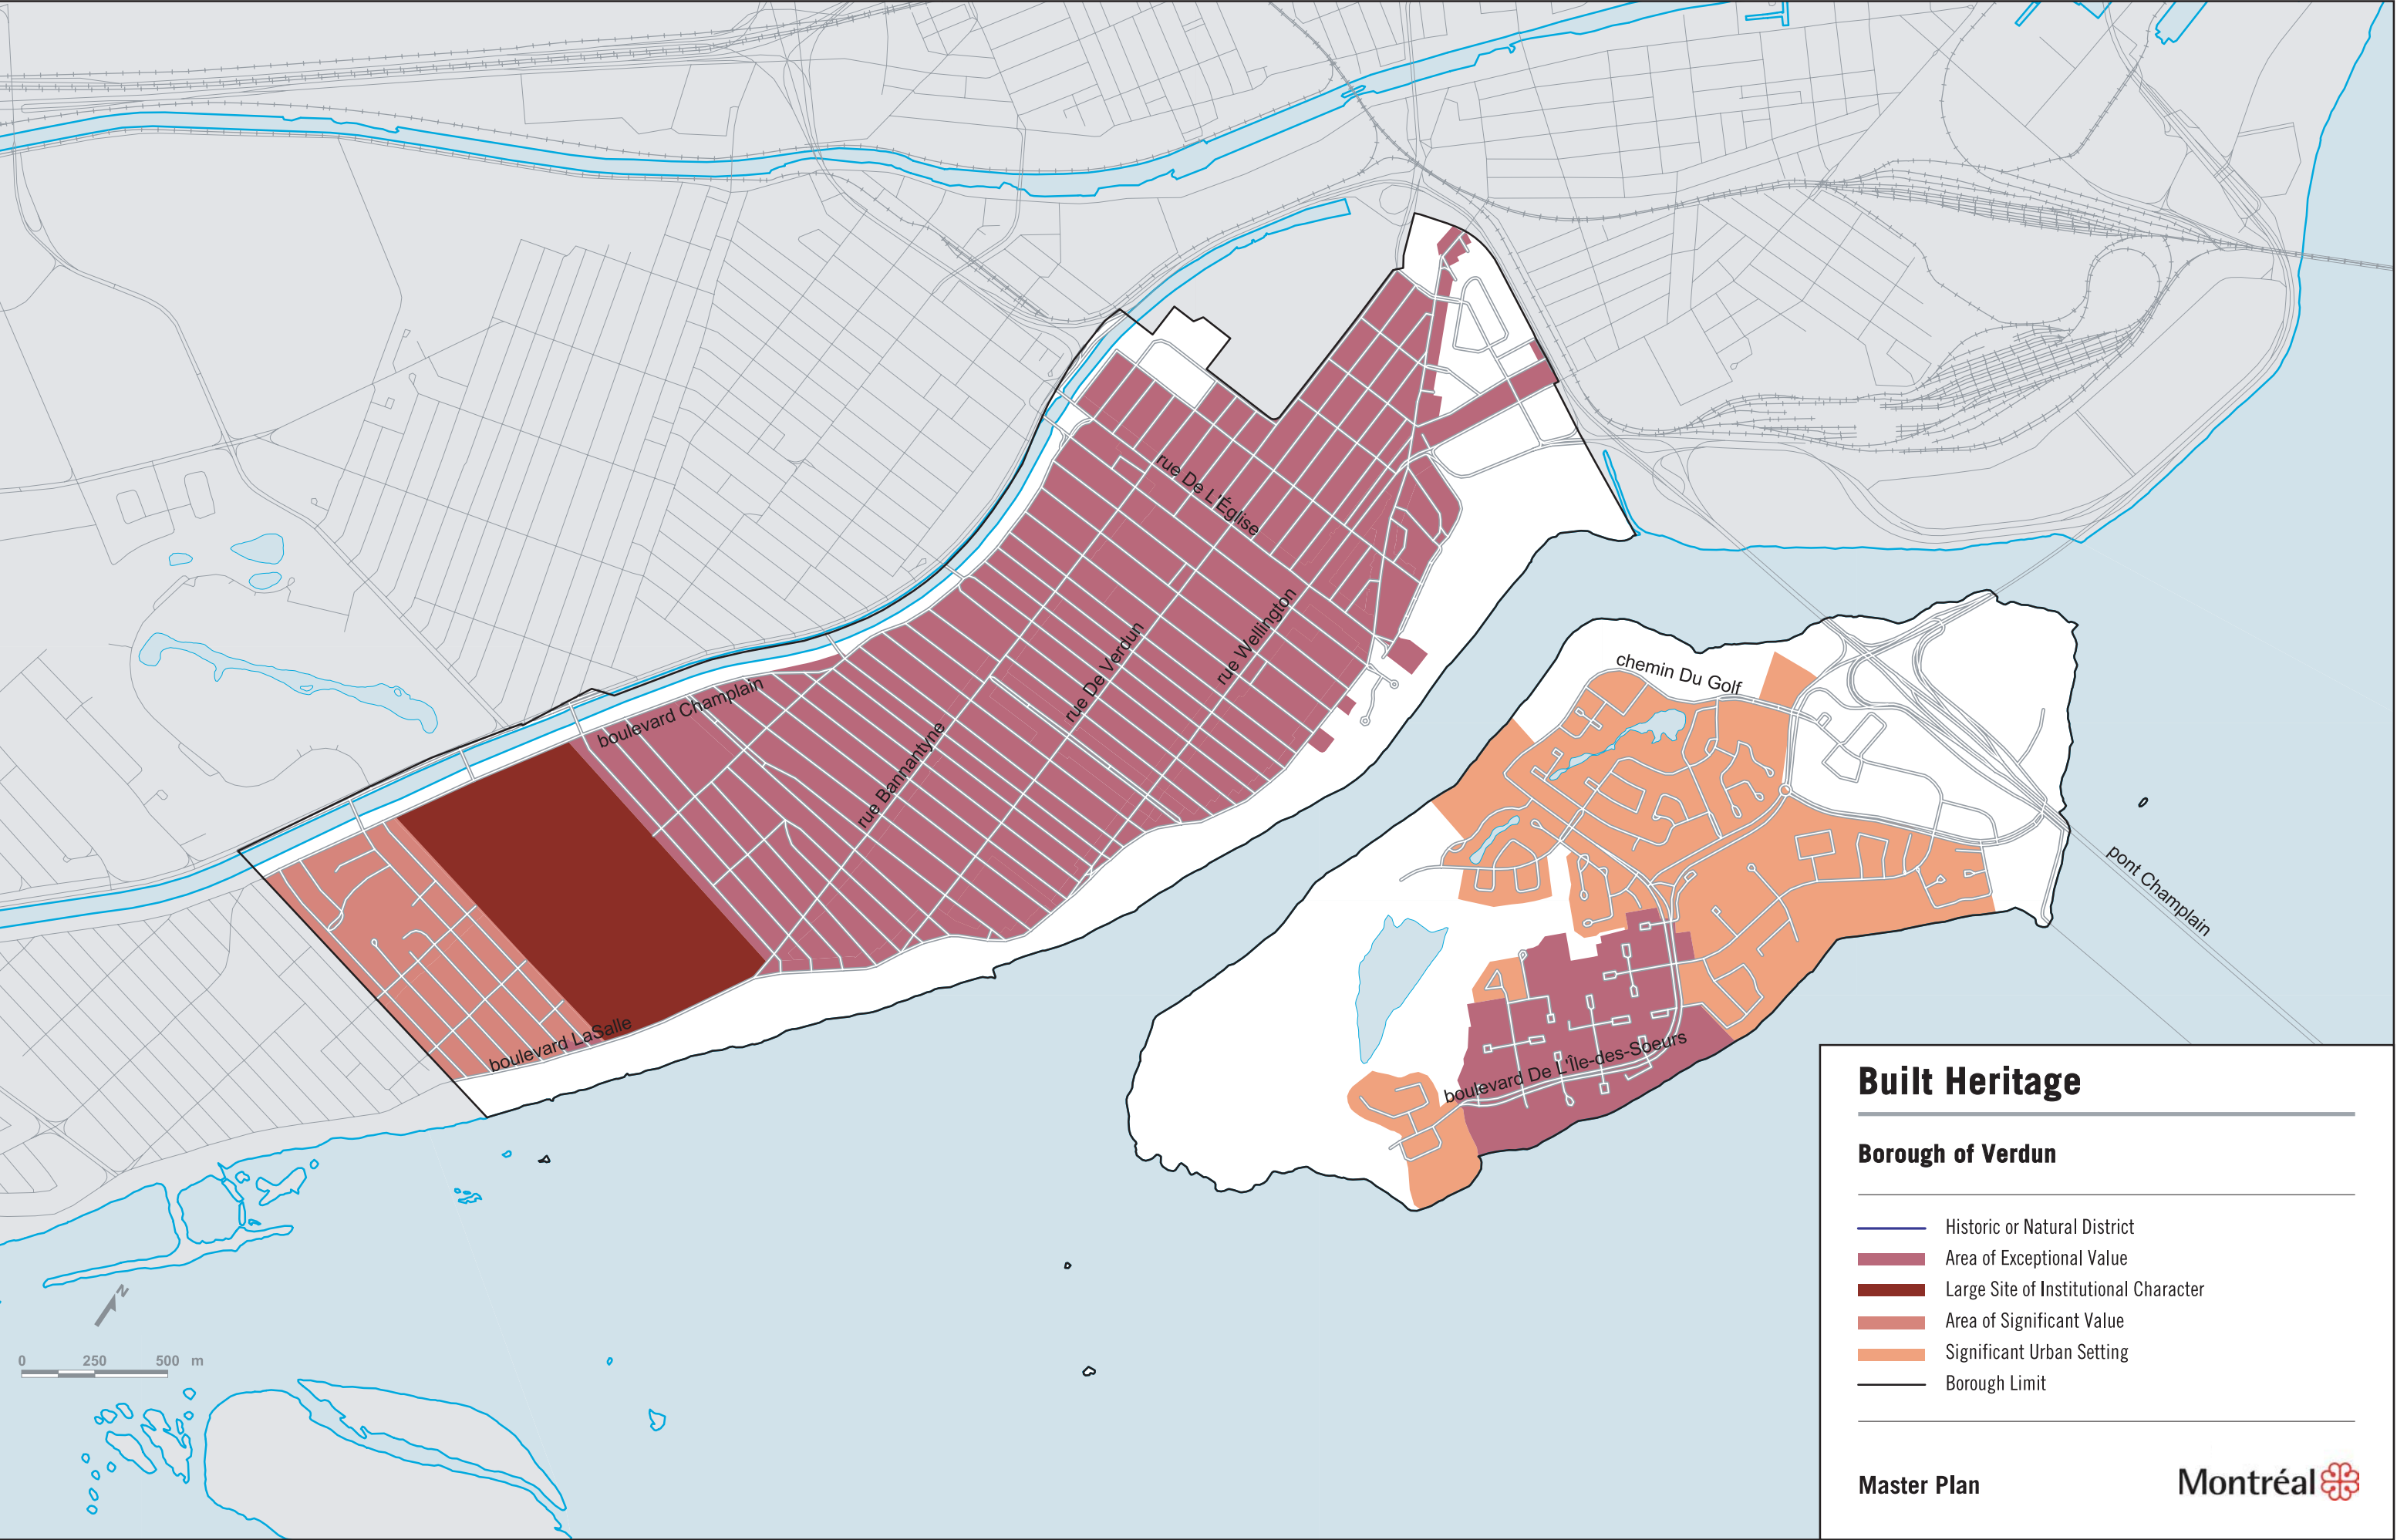 rue De L'Église
rue Wellington
rue De Verdun
boulevard Champlain
rue Bannantyne
boulevard LaSalle
chemin Du Golf
pont Champlain
boulevard De L'Île-des-Soeurs
N
0 250 500 m
Built Heritage
Borough of Verdun
Historic or Natural District
Area of Exceptional Value
Large Site of Institutional Character
Area of Significant Value
Significant Urban Setting
Borough Limit
Master Plan
Montréal